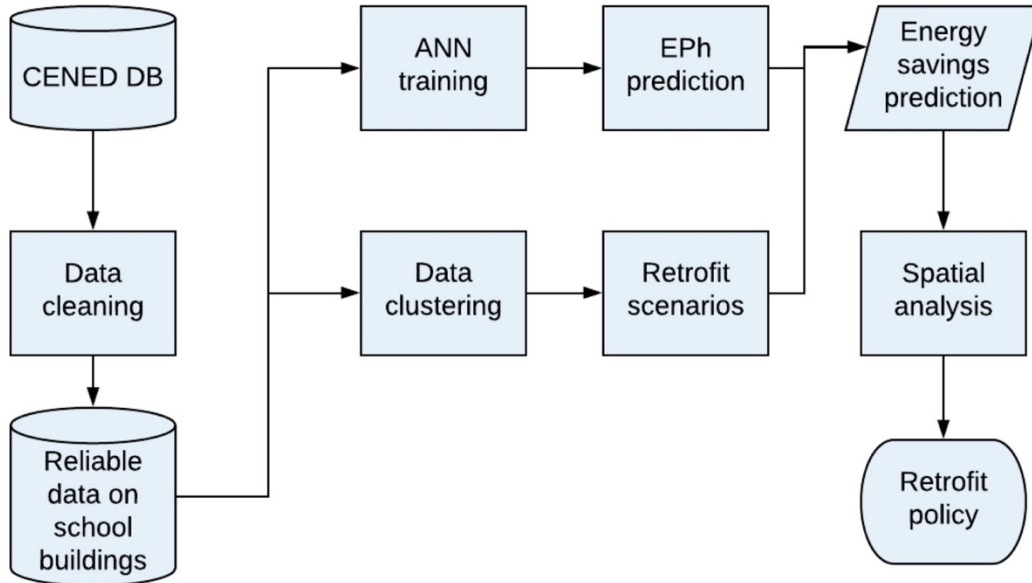 CENED DB
Data
cleaning
Reliable
data on
school
buildings
ANN
training
EPh
prediction
Data
clustering
Retrofit
scenarios
Energy
savings
prediction
Spatial
analysis
Retrofit
policy